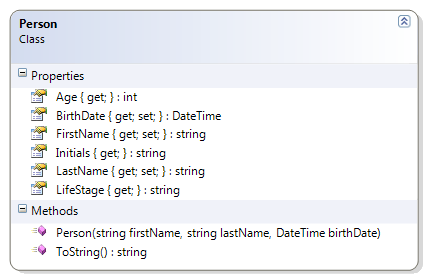 Person
Class
Properties
Age { get; } : int
BirthDate { get; set; } : DateTime
FirstName { get; set; } : string
Initials { get; } : string
LastName { get; set; } : string
LifeStage { get; } : string
Methods
Person(string firstName, string lastName, DateTime birthDate)
ToString() : string